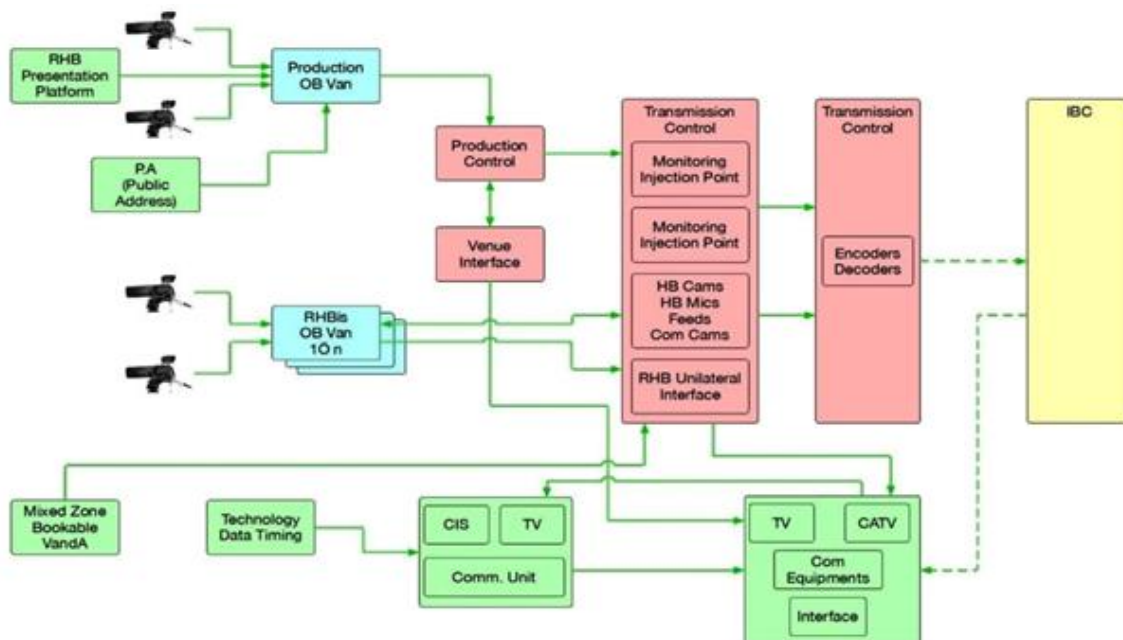 RHB
Presentation
Platform
Production
OB Van
P.A
(Public
Address)
Production
Control
Venue
Interface
Transmission
Control
Monitoring
Injection Point
Monitoring
Injection Point
HB Cams
HB Mics
Feeds
Com Cams
RHB Unilateral
Interface
Transmission
Control
Encoders
Decoders
IBC
RHBis
OB Van
1Ö n
Mixed Zone
Bookable
VandA
Technology
Data Timing
CIS
TV
Comm. Unit
TV
CATV
Com
Equipments
Interface